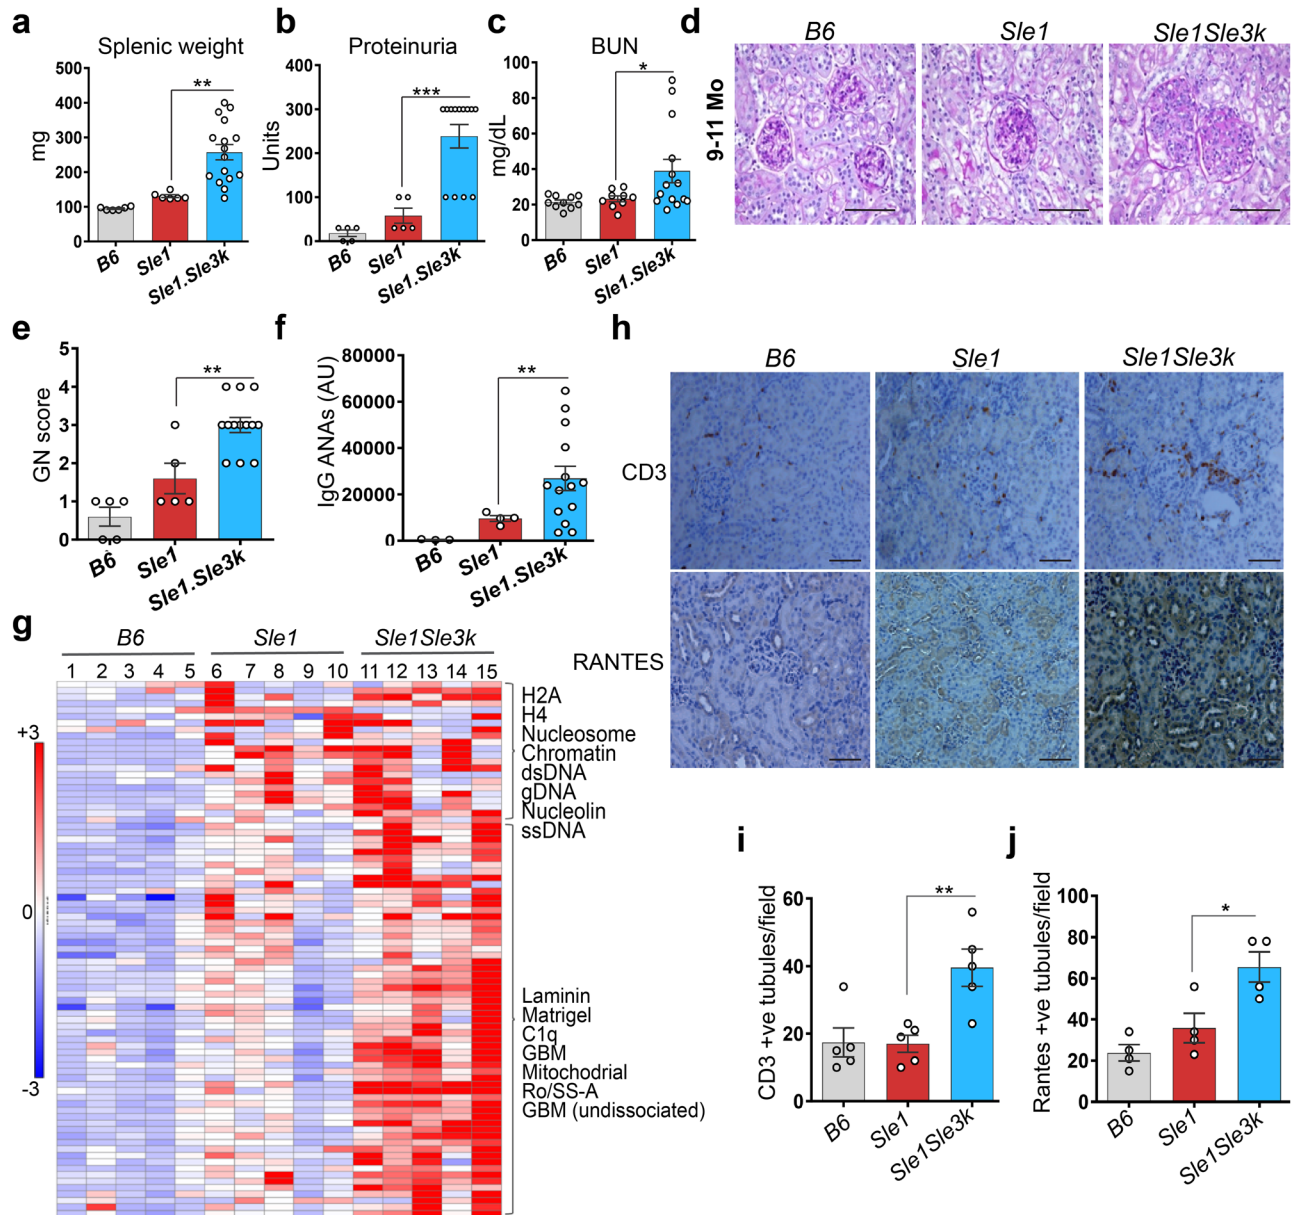 a
Splenic weight
**
500
400
300
200
100
0
mg
B6
Sle1
Sle1.Sle3k
b
Proteinuria
***
400
300
200
100
0
Units
B6
Sle1
Sle1.Sle3k
c
BUN
*
100
80
60
40
20
0
mg/dL
B6
Sle1
Sle1.Sle3k
d
B6
Sle1
Sle1Sle3k
9-11 Mo
e
**
5
4
3
2
1
0
GN score
B6
Sle1
Sle1.Sle3k
f
**
80000
60000
40000
20000
0
IgG ANAs (AU)
B6
Sle1
Sle1.Sle3k
g
B6 Sle1 Sle1Sle3k
1 2 3 4 5 6 7 8 9 10 11 12 13 14 15
+3
0
-3
H2A
H4
Nucleosome
Chromatin
dsDNA
gDNA
Nucleolin
ssDNA
Laminin
Matrigel
C1q
GBM
Mitochodrial
Ro/SS-A
GBM (undissociated)
h
B6
Sle1
Sle1Sle3k
CD3
RANTES
i
**
60
40
20
0
CD3 +ve tubules/field
B6
Sle1
Sle1Sle3k
j
*
100
80
60
40
20
0
Rantes +ve tubules/field
B6
Sle1
Sle1Sle3k